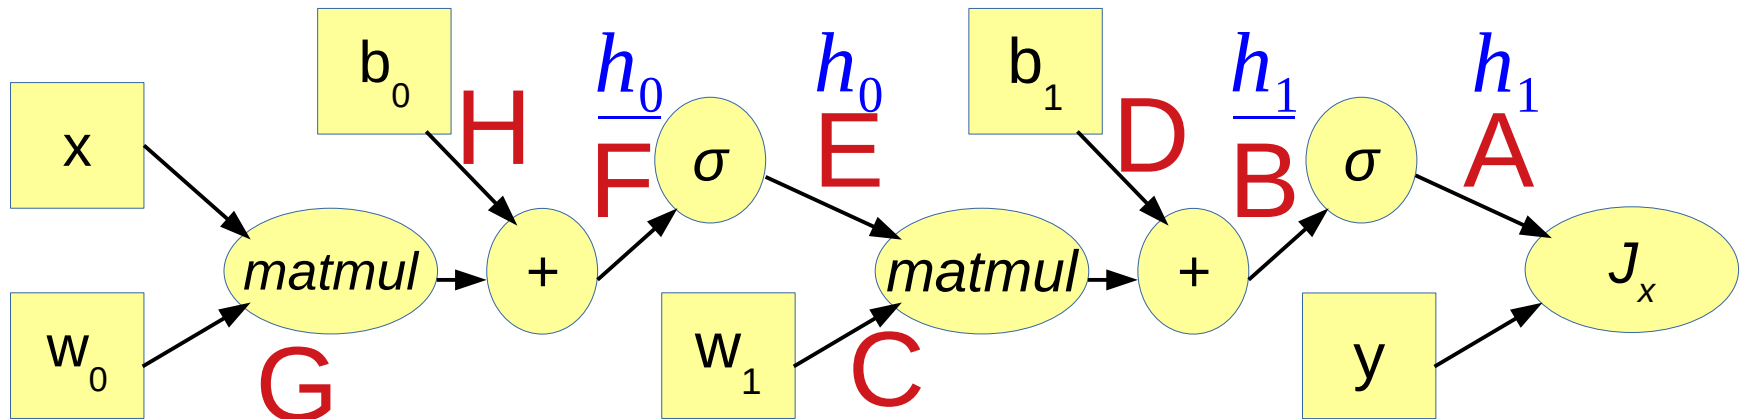 b₀ h₀ h₀ b₁ h₁ h₁
x H F σ E D B σ A
matmul + matmul + Jₓ
w₀ G w₁ C y